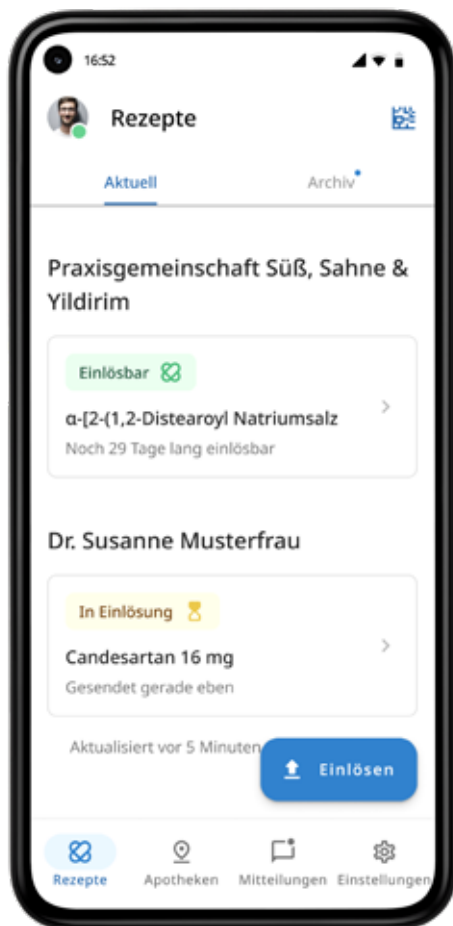 16:52
Rezepte
Aktuell
Archiv
Praxisgemeinschaft Süß, Sahne &
Yildirim
Einlösbar
α-[2-(1,2-Distearoyl Natriumsalz
Noch 29 Tage lang einlösbar
Dr. Susanne Musterfrau
In Einlösung
Candesartan 16 mg
Gesendet gerade eben
Aktualisiert vor 5 Minuten
Einlösen
Rezepte Apotheken Mitteilungen Einstellungen